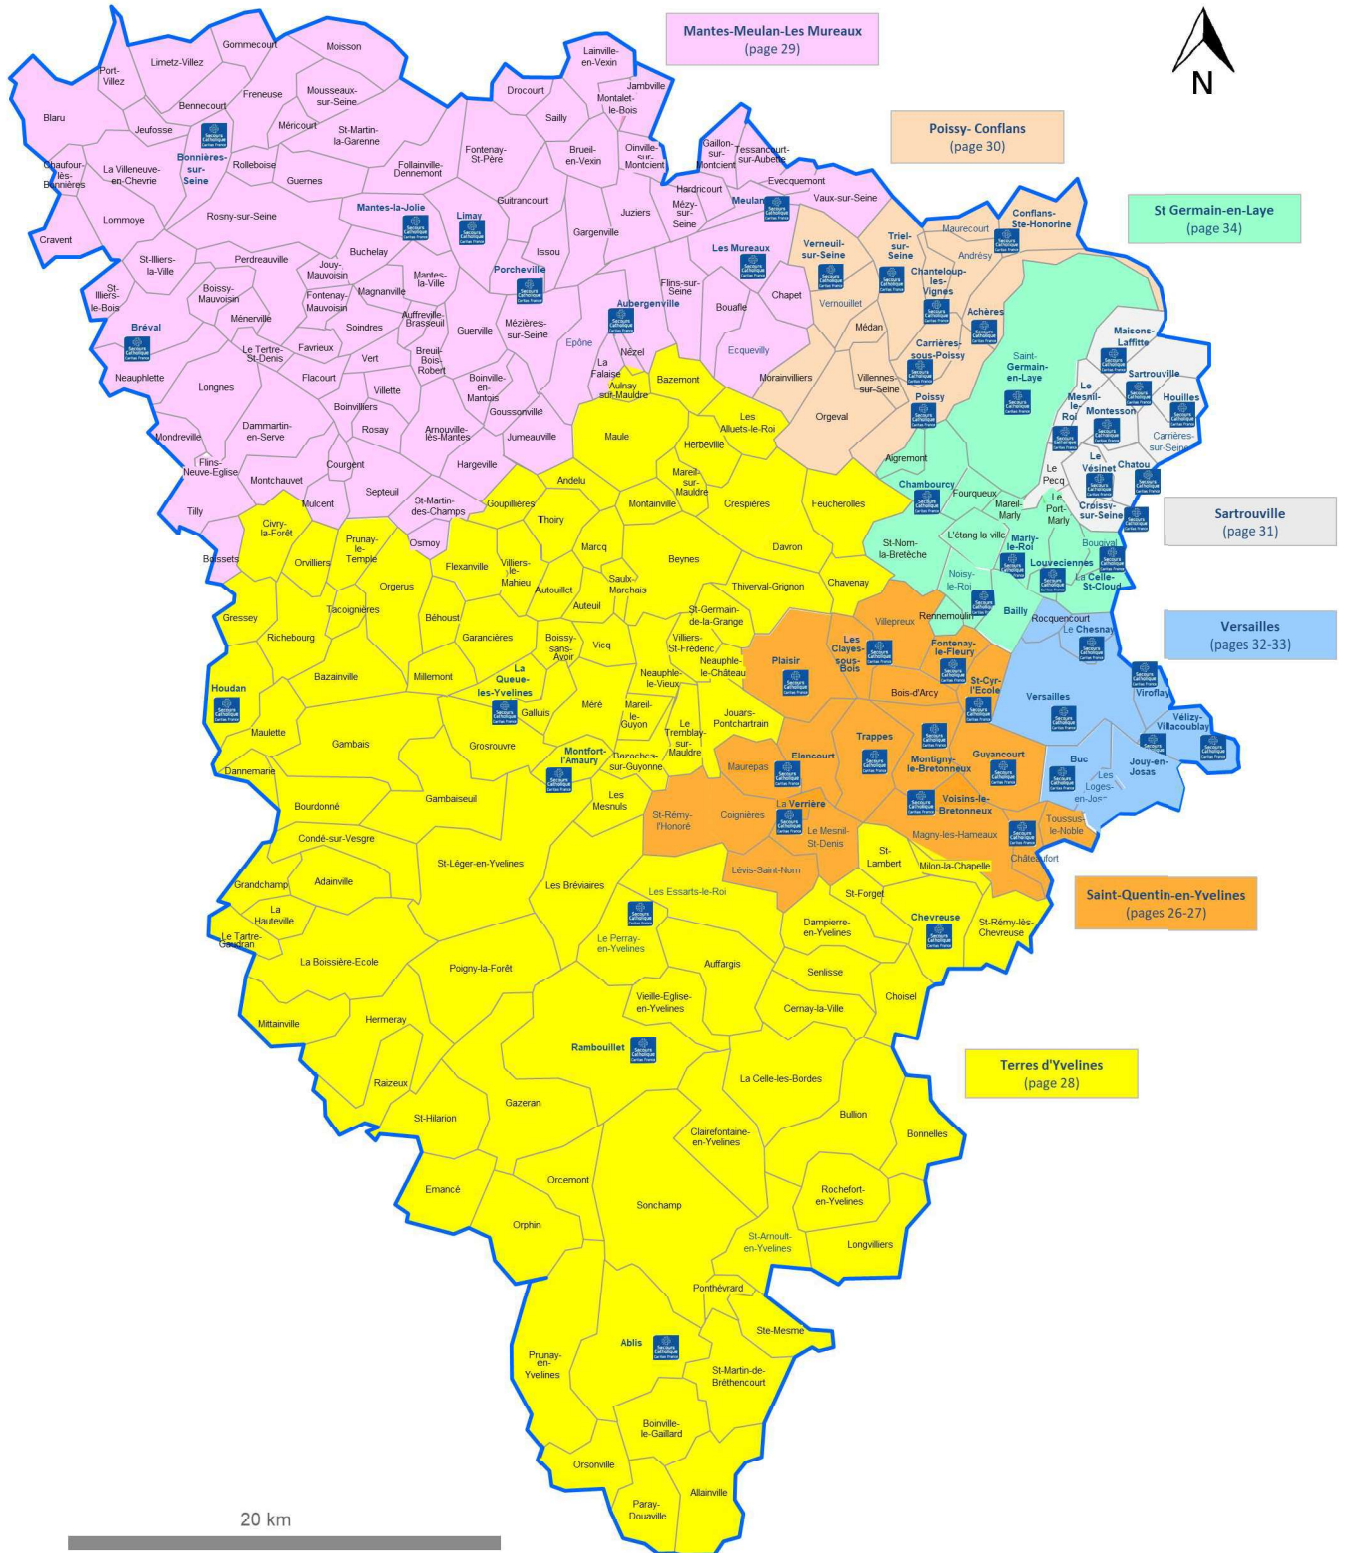 Mantes-Meulan-Les Mureaux
(page 29)
N
Poissy- Conflans
(page 30)
St Germain-en-Laye
(page 34)
Sartrouville
(page 31)
Versailles
(pages 32-33)
Saint-Quentin-en-Yvelines
(pages 26-27)
Terres d'Yvelines
(page 28)
20 km
Gommecourt
Moisson
Limetz-Villez
Port-
Villez
Lainville-
en-Vexin
Jambville
Drocourt
Montalet-
le-Bois
Freneuse
Mousseaux-
sur-Seine
Bennecourt
Blaru
Jeufosse
Méricourt
St-Martin-
la-Garenne
Sailly
Fontenay-
St-Père
Brueil-
en-Vexin
Oinville-
sur-
Montcient
Gaillon-
sur-
Montcient
Tessancourt-
sur-Aubette
Chaufour-
lès-
Bonnières
La Villeneuve-
en-Chevrie
Bonnières-
sur-
Seine
Rolleboise
Guernes
Follainville-
Dennemont
Evecquemont
Hardricourt
Vaux-sur-Seine
Lommoye
Rosny-sur-Seine
Mantes-la-Jolie
Limay
Guitrancourt
Juziers
Mézy-
sur-
Seine
Meulan
Cravent
St-Illiers-
la-Ville
Perdreauville
Buchelay
Issou
Gargenville
Les Mureaux
St-
Illiers-
le-Bois
Boissy-
Mauvoisin
Jouy-
Mauvoisin
Fontenay-
Mauvoisin
Magnanville
Mantes-
la-Ville
Porcheville
Aubergenville
Flins-sur-
Seine
Bouafle
Chapet
Bréval
Ménerville
Soindres
Auffreville-
Brasseuil
Guerville
Mézières-
sur-Seine
Epône
Nézel
Ecquevilly
Neauphlette
Le Tertre-
St-Denis
Favrieux
Vert
Breuil-
Bois-
Robert
La
Falaise
Aulnay
sur-Mauldre
Longnes
Flacourt
Villette
Boinville-
en-
Mantois
Goussonville
Boinvilliers
Mondreville
Dammartin-
en-Serve
Rosay
Arnouville-
lès-Mantes
Jumeauville
Flins-
Neuve-Eglise
Courgent
Hargeville
Montchauvet
Septeuil
Mulcent
St-Martin-
des-Champs
Tilly
Osmoy
Boissets
Verneuil-
sur-Seine
Triel-
sur-
Seine
Maurecourt
Conflans-
Ste-Honorine
Andrésy
Chanteloup-
les-
Vignes
Vernouillet
Médan
Achères
Carrières-
sous-Poissy
Morainvilliers
Villennes-
sur-Seine
Poissy
Orgeval
Saint-
Germain-
en-Laye
Aigremont
Chambourcy
Fourqueux
Mareil-
Marly
Le
Port-
Marly
St-Nom-
la-Bretèche
L'étang la ville
Marly-
le-Roi
Bougival
Noisy-
le-Roi
Louveciennes
La Celle-
St-Cloud
Rennemoulin
Bailly
Maisons-
Laffitte
Sartrouville
Houilles
Le
Mesnil-
le-
Roi
Montesson
Carrières-
sur-Seine
Le
Pecq
Le
Vésinet
Chatou
Croissy-
sur-Seine
Rocquencourt
Le Chesnay
Viroflay
Versailles
Vélizy-
Villacoublay
Buc
Jouy-en-
Josas
Les
Loges-
en-Josas
Villepreux
Les
Clayes-
sous-
Bois
Fontenay-
le-Fleury
Plaisir
Bois-d'Arcy
St-Cyr-
l'Ecole
Trappes
Elancourt
Maurepas
Montigny-
le-Bretonneux
Guyancourt
Voisins-le-
Bretonneux
La Verrière
Coignières
St-Rémy-
l'Honoré
Le Mesnil-
St-Denis
Magny-les-Hameaux
Toussus-
le-Noble
Châteaufort
Lévis-Saint-Nom
Bazemont
Maule
Les
Alluets-le-Roi
Herbeville
Mareil-
sur-
Mauldre
Andelu
Montainville
Crespières
Feucherolles
Goupillières
Thoiry
Civry-
la-Forêt
Prunay-
le-
Temple
Orvilliers
Orgerus
Flexanville
Villiers-
le-
Mahieu
Marcq
Beynes
Davron
Chavenay
Autouillet
Saulx-
Marchais
Thiverval-Grignon
Auteuil
Tacoignières
Gressey
Richebourg
Béhoust
Garancières
Boissy-
sans-
Avoir
Vicq
St-Germain-
de-la-Grange
Villiers-
St-Fréderic
Neauphle-
le-Château
Neauphle-
le-Vieux
Bazainville
Millemont
La
Queue-
les-Yvelines
Houdan
Galluis
Méré
Mareil-
le-
Guyon
Le
Tremblay-
sur-
Mauldre
Jouars-
Pontchartrain
Maulette
Gambais
Grosrouvre
Montfort-
l'Amaury
sur-Guyonne
Dannemarie
Bourdonné
Gambaiseuil
Les
Mesnuls
Condé-sur-Vesgre
St-Léger-en-Yvelines
Les Bréviaires
Les Essarts-le-Roi
St-
Lambert
Milon-la-Chapelle
Grandchamp
Adainville
St-Forget
La
Hauteville
Le Tartre-
Gaudran
Le Perray-
en-Yvelines
Dampierre-
en-Yvelines
Chevreuse
St-Rémy-lès-
Chevreuse
La Boissière-Ecole
Poigny-la-Forêt
Auffargis
Senlisse
Choisel
Vieille-Eglise-
en-Yvelines
Cernay-la-Ville
Mittainville
Hermeray
Rambouillet
Raizeux
La Celle-les-Bordes
Gazeran
St-Hilarion
Bullion
Clairefontaine-
en-Yvelines
Bonnelles
Emancé
Orcemont
Sonchamp
Rochefort-
en-Yvelines
Orphin
St-Arnoult-
en-Yvelines
Longvilliers
Ponthévrard
Ablis
Ste-Mesme
Prunay-
en-
Yvelines
St-Martin-de-
Bréthencourt
Boinville-
le-Gaillard
Orsonville
Paray-
Douaville
Allainville
Secours
Catholique
Caritas France